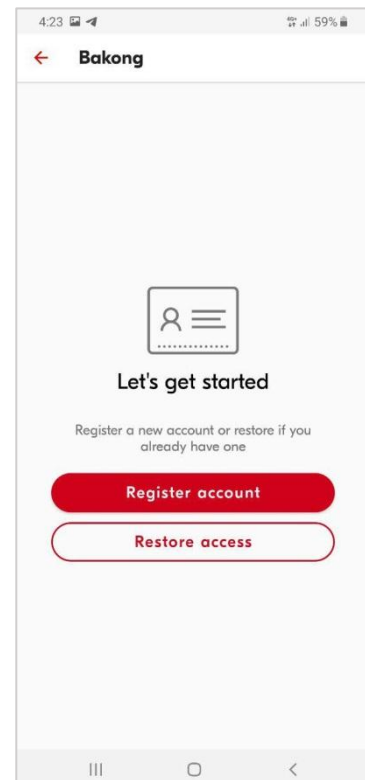 4:23 59%
Bakong
Let's get started
Register a new account or restore if you
already have one
Register account
Restore access